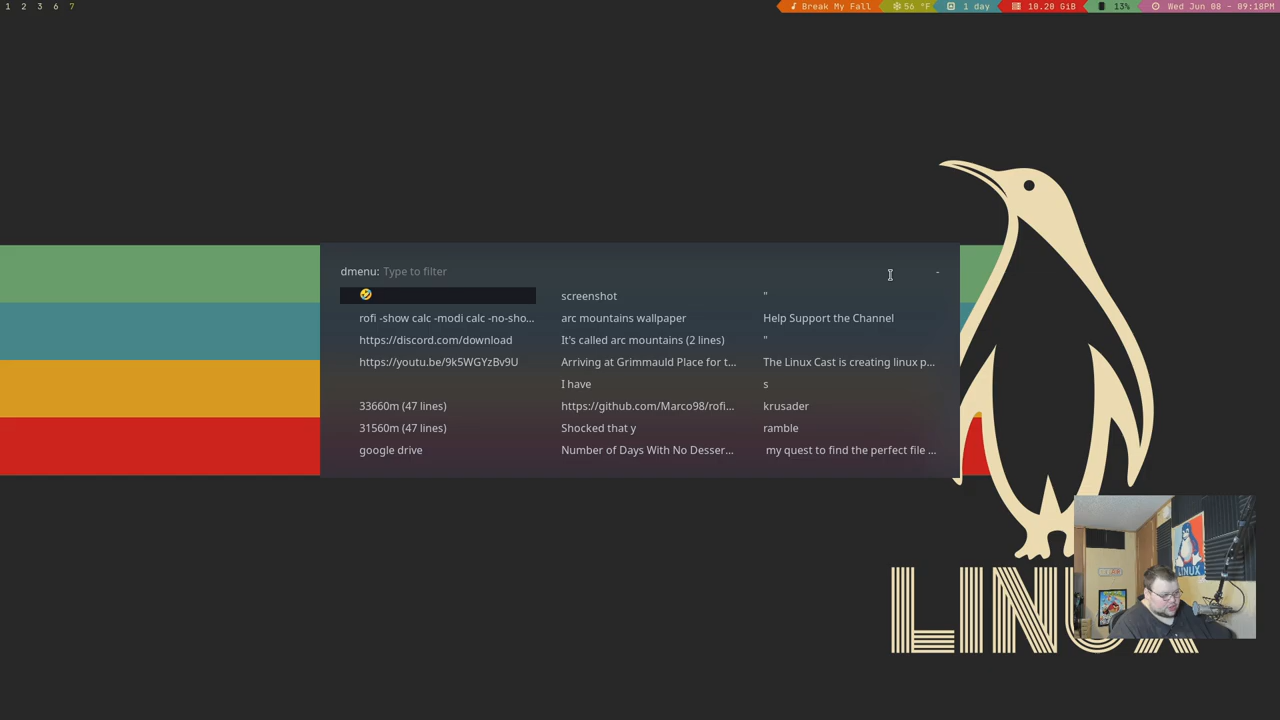 1 2 3 6 7
Break My Fall
56 °F
1 day
10.20 GiB
13%
Wed Jun 08 - 09:18PM
dmenu: Type to filter
-
🤣
screenshot
"
rofi -show calc -modi calc -no-sho...
arc mountains wallpaper
Help Support the Channel
https://discord.com/download
It's called arc mountains (2 lines)
"
https://youtu.be/9k5WGYzBv9U
Arriving at Grimmauld Place for t...
The Linux Cast is creating linux p...
I have
s
33660m (47 lines)
https://github.com/Marco98/rofi...
krusader
31560m (47 lines)
Shocked that y
ramble
google drive
Number of Days With No Desser...
my quest to find the perfect file ...
LINUX
LINUX